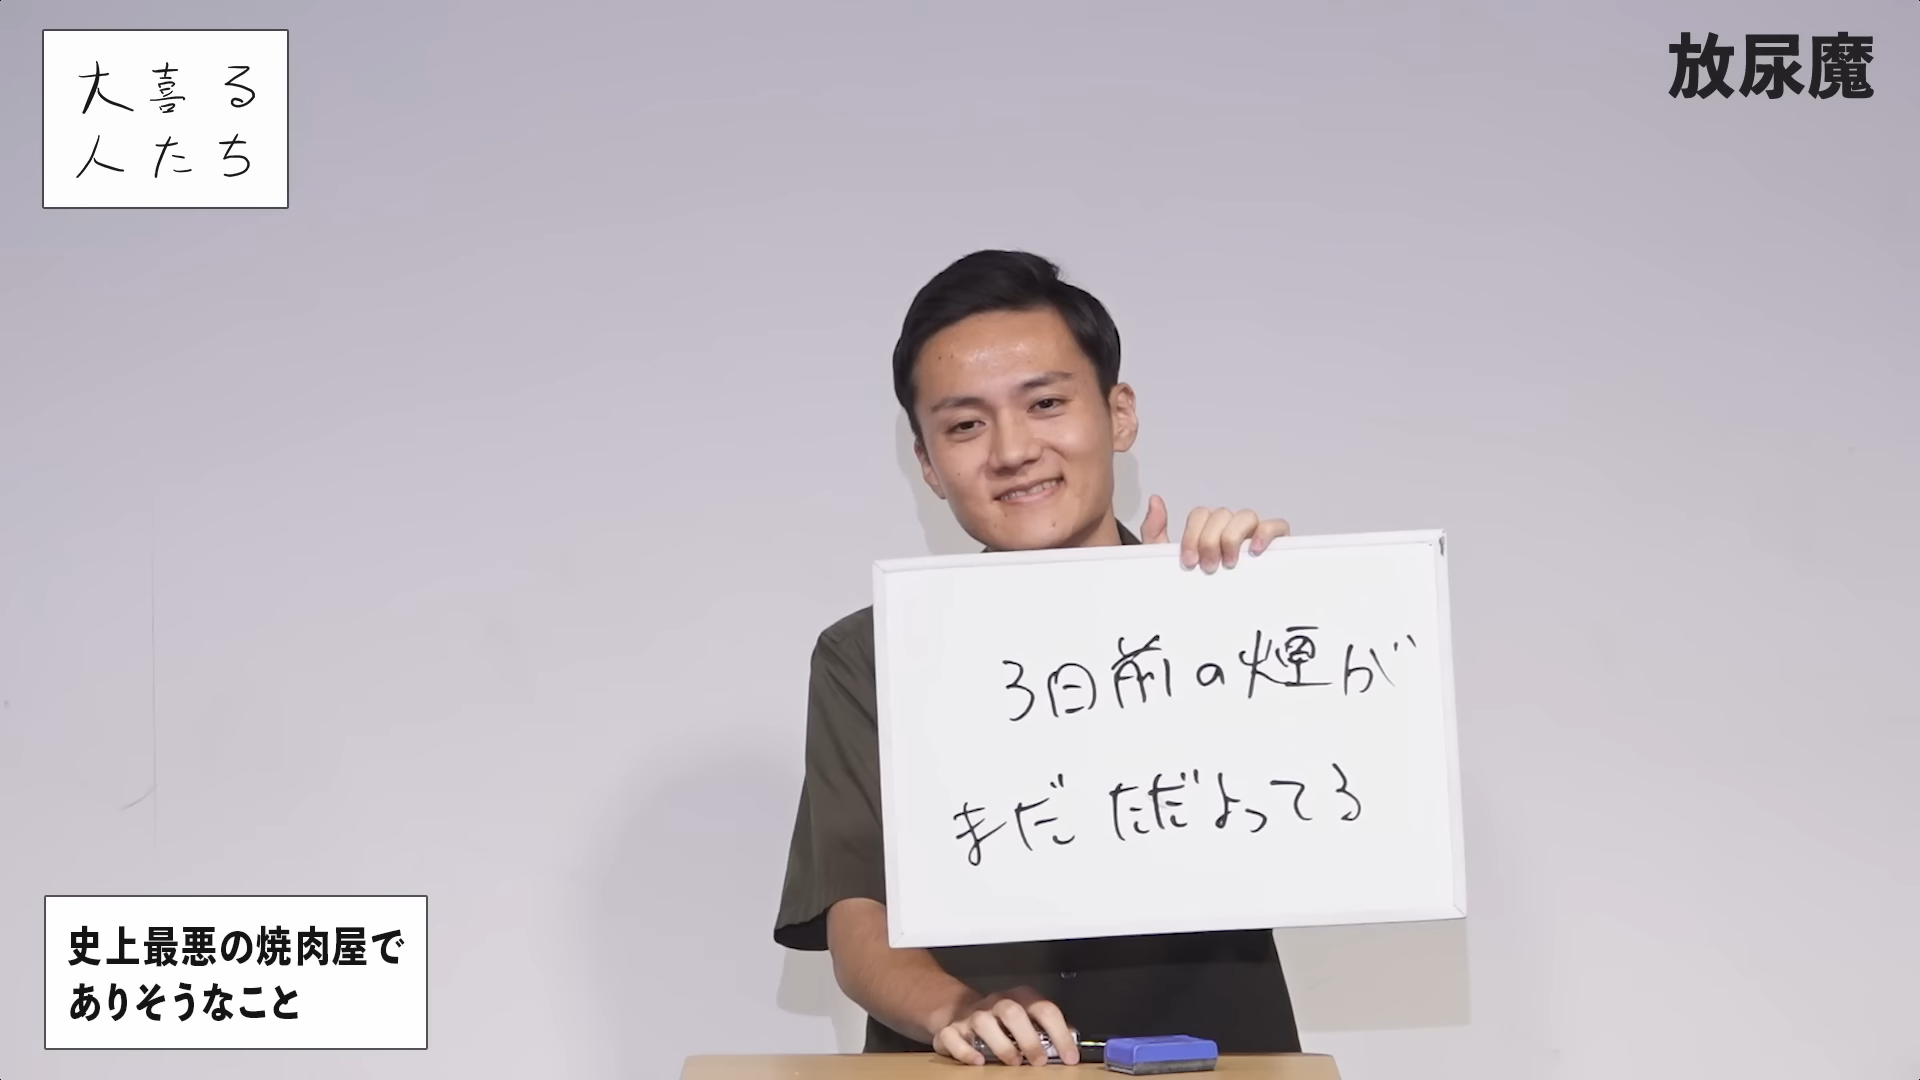 大喜る
人たち
放尿魔
3日前の煙が
まだただよってる
史上最悪の焼肉屋で
ありそうなこと